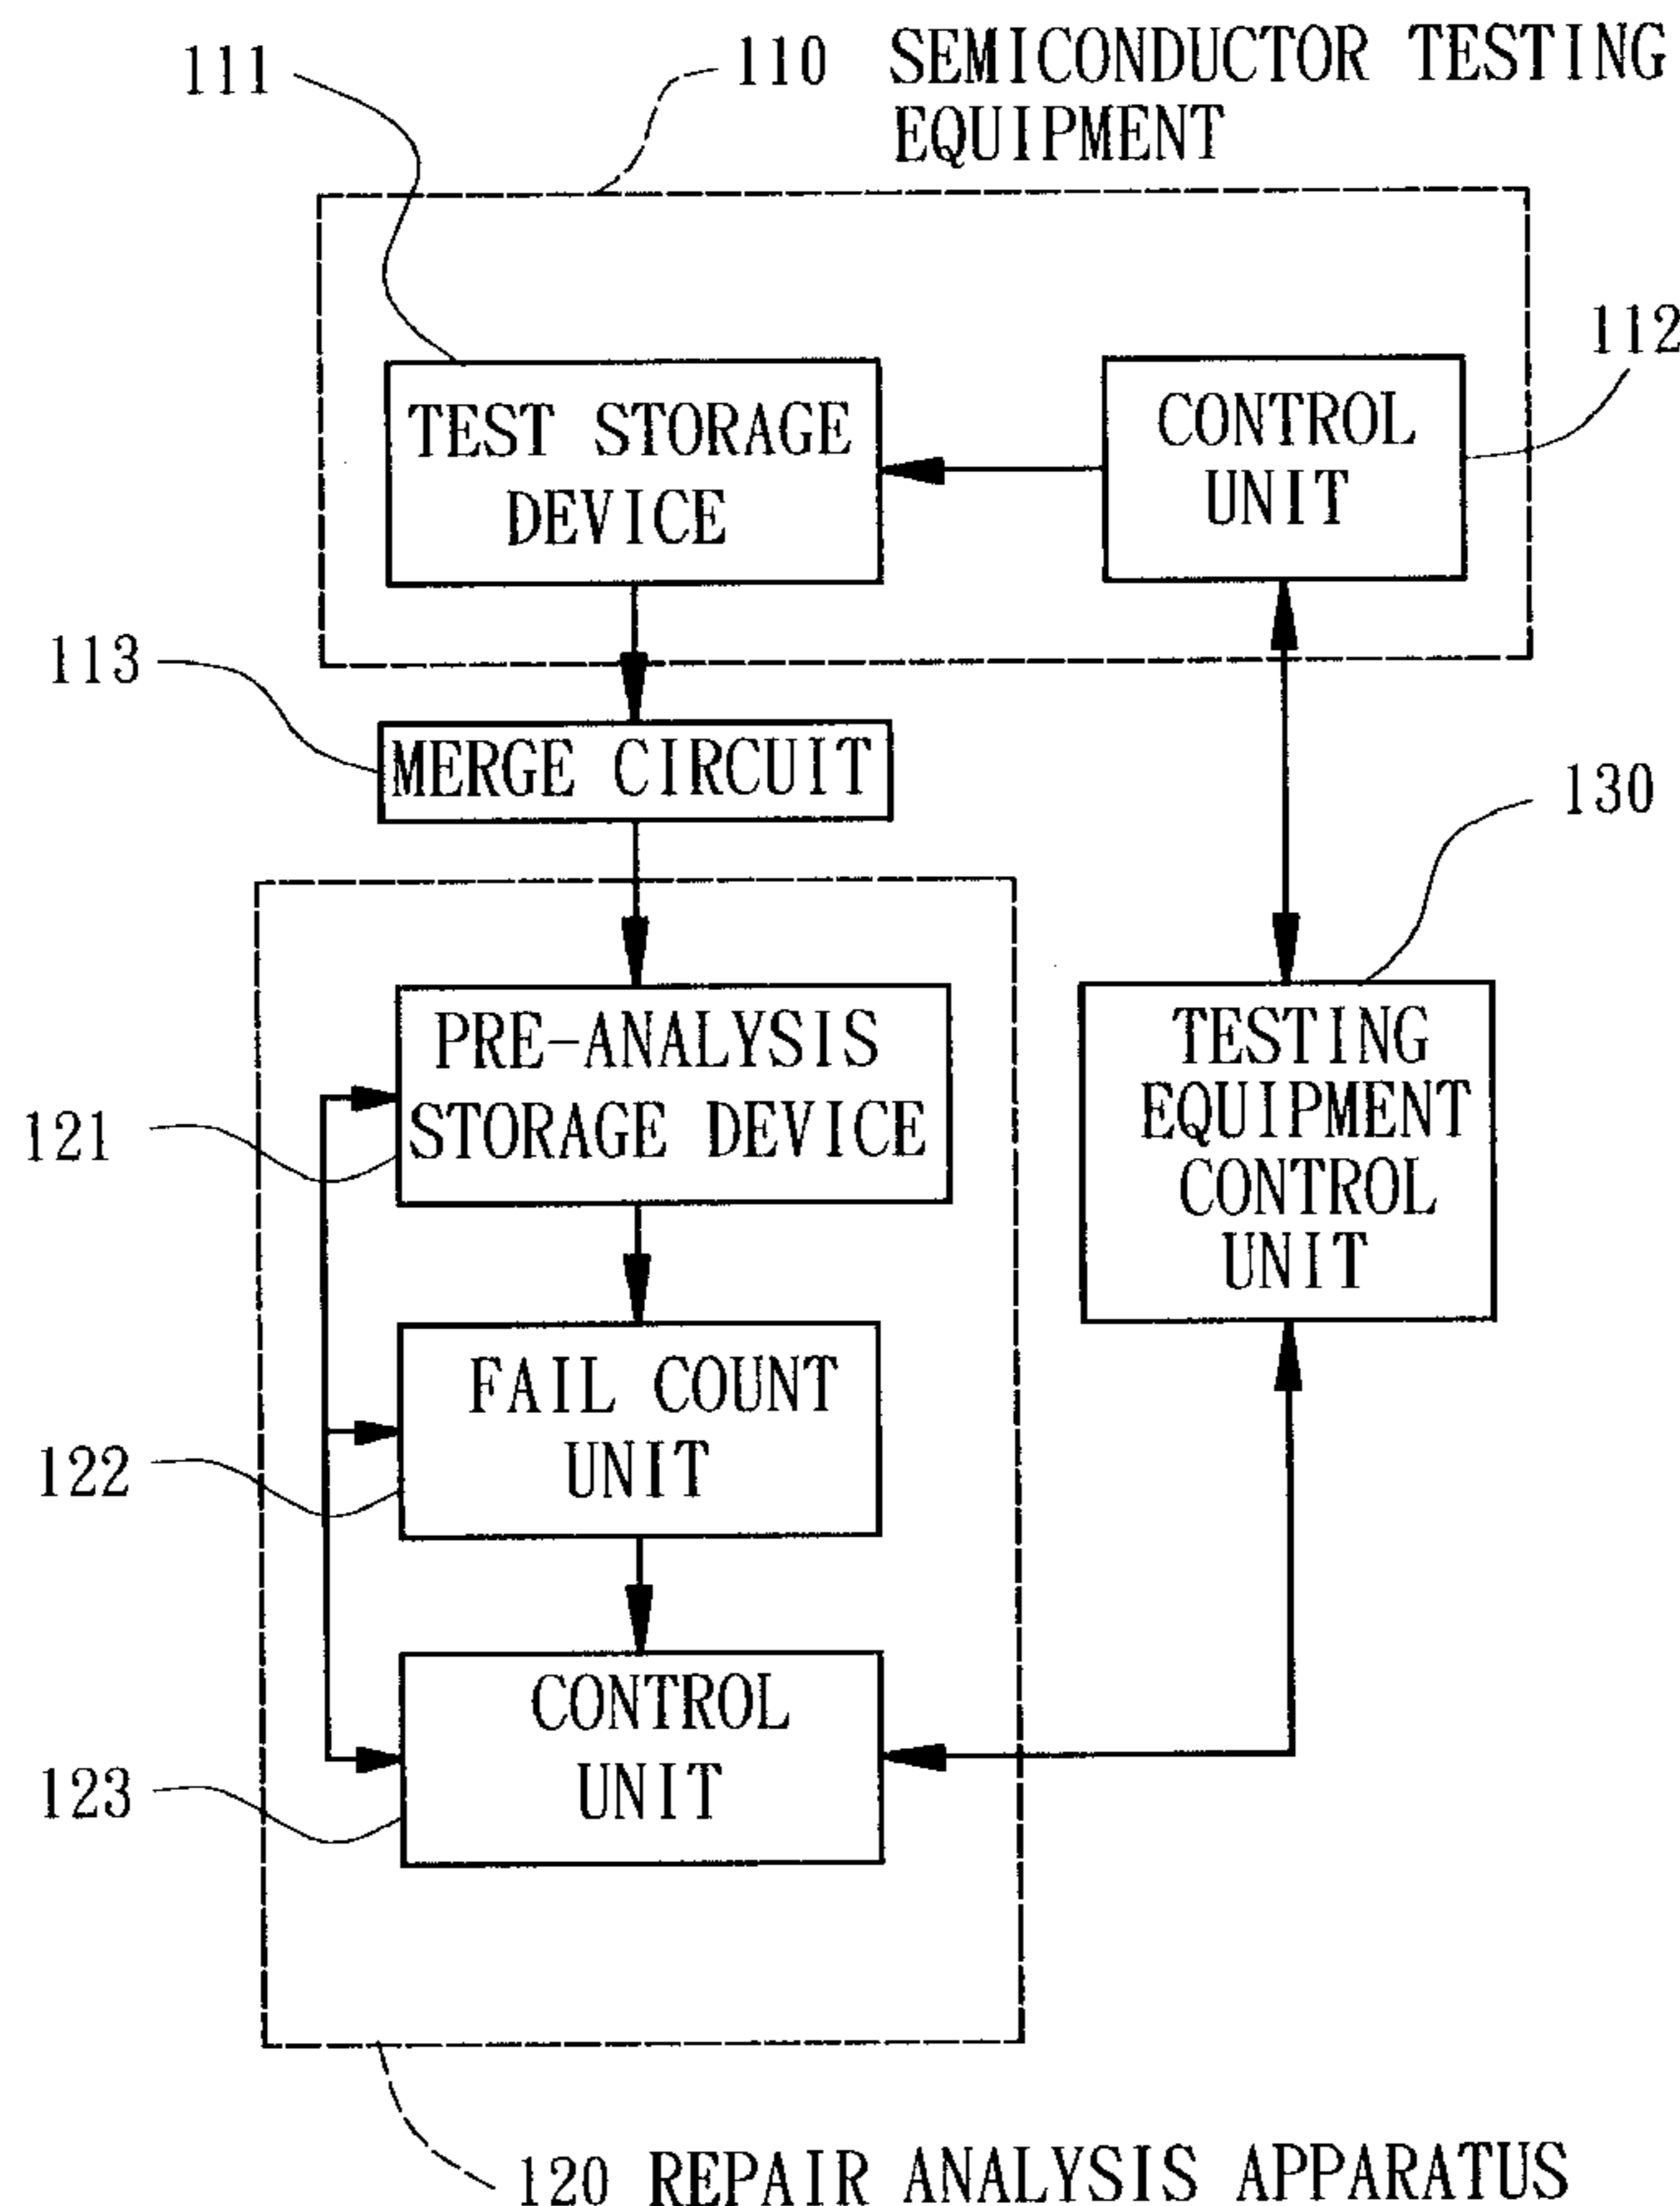 111
110 SEMICONDUCTOR TESTING
EQUIPMENT
112
TEST STORAGE
DEVICE
CONTROL
UNIT
113
MERGE CIRCUIT
130
PRE-ANALYSIS
STORAGE DEVICE
TESTING
EQUIPMENT
CONTROL
UNIT
121
FAIL COUNT
UNIT
122
CONTROL
UNIT
123
120 REPAIR ANALYSIS APPARATUS